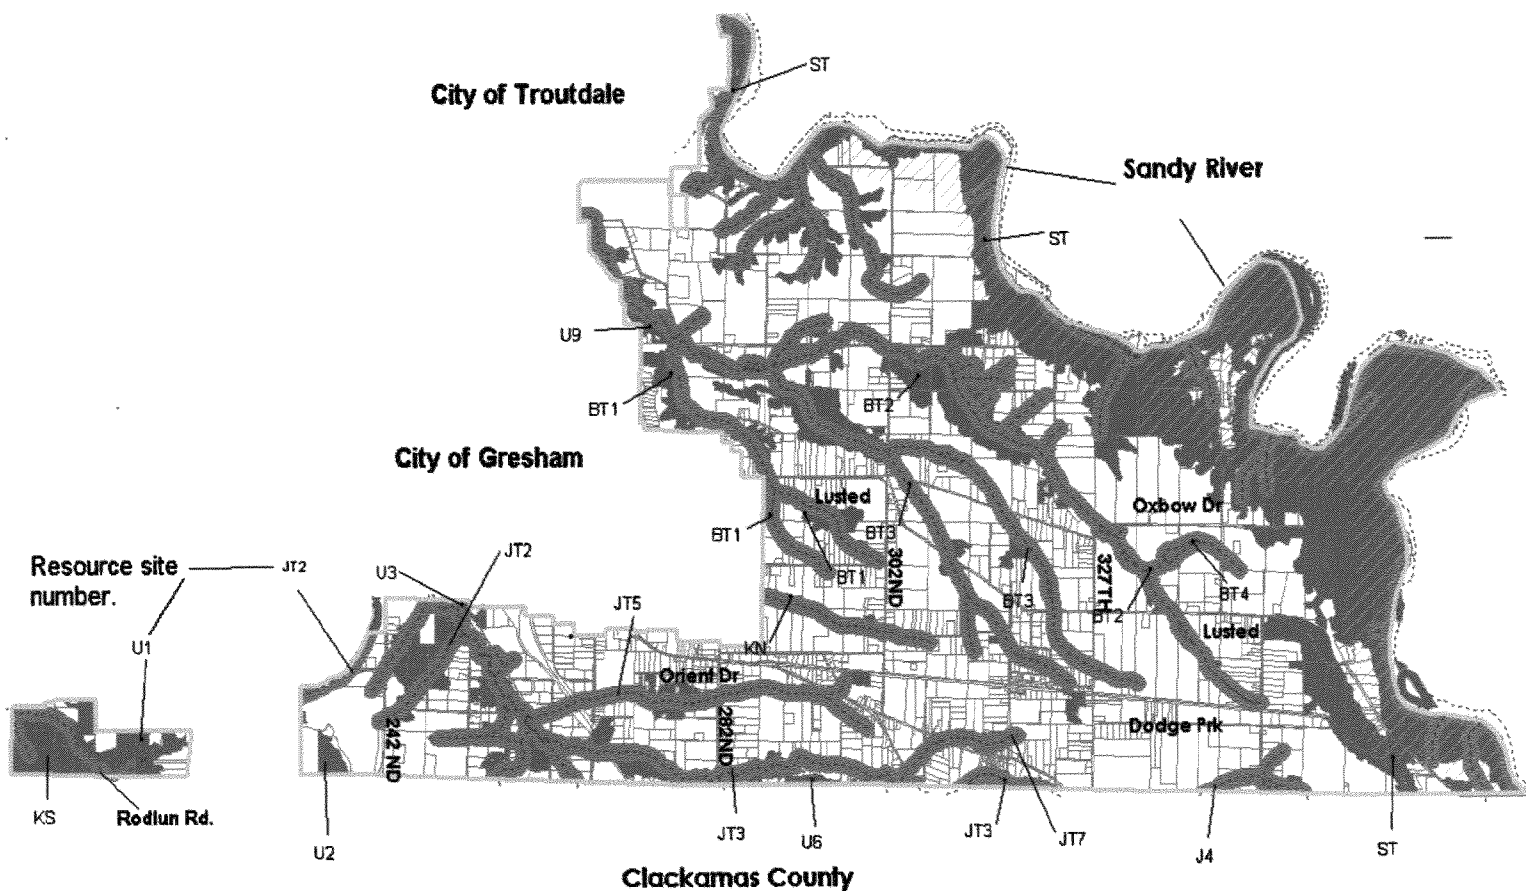 ST
City of Troutdale
Sandy River
ST
U9
BT1
BT2
City of Gresham
Lusted
Oxbow Dr
BT1
BT3
302ND
BT1
BT3
327TH
BT2
BT4
Resource site
number.
JT2
JT2
U3
JT5
U1
KN
Lusted
Orient Dr
242 ND
282ND
Dodge Prk
KS
Rodlun Rd.
U2
JT3
U6
JT3
JT7
J4
ST
Clackamas County